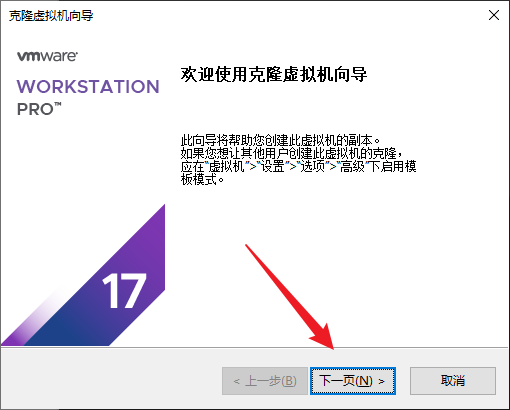 克隆虚拟机向导
vmware
WORKSTATION
PRO™
17
欢迎使用克隆虚拟机向导
此向导将帮助您创建此虚拟机的副本。
如果您想让其他用户创建此虚拟机的克隆，
应在“虚拟机”>“设置”>“选项”>“高级”下启用模
板模式。
< 上一步(B)
下一页(N) >
取消